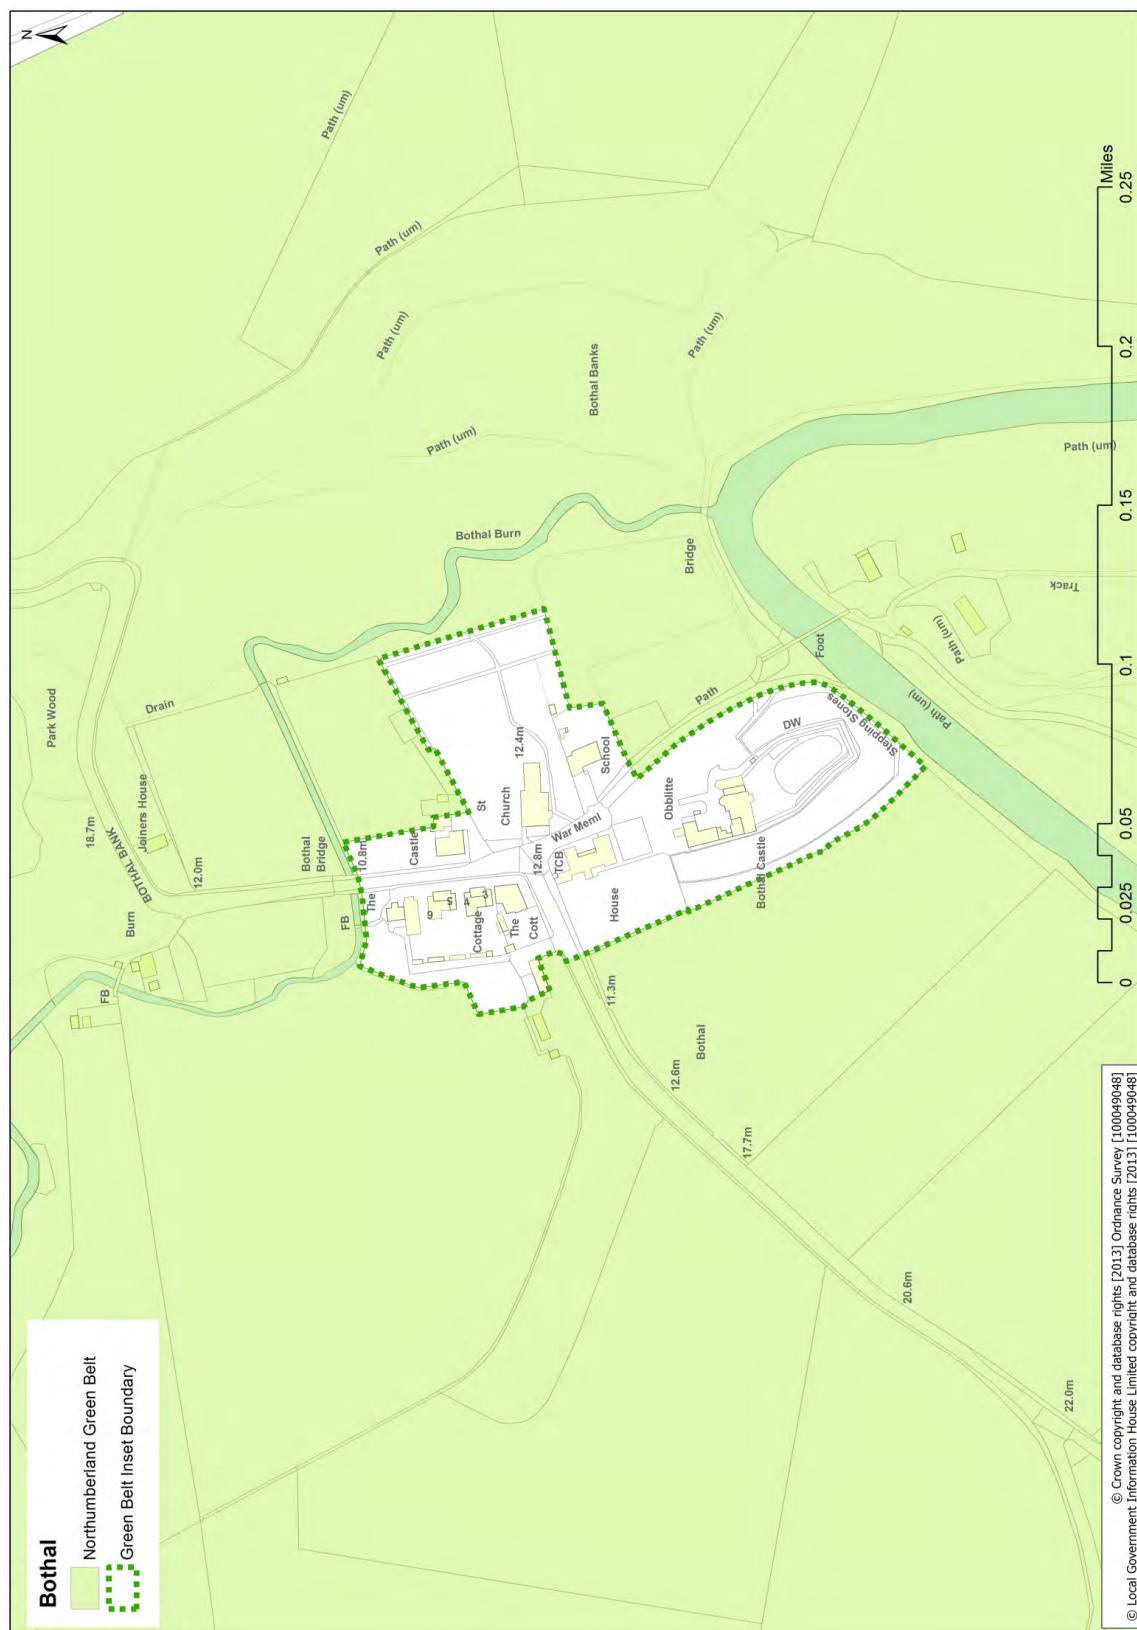 Bothal
Northumberland Green Belt
Green Belt Inset Boundary
N
Path (um)
Path (um)
Path (um)
Path (um)
Path (um)
Bothal Banks
Bothal Burn
Park Wood
Drain
Joiners House
18.7m
BOTHAL BANK
12.0m
Burn
FB
FB
Bothal
Bridge
10.8m
The
Castle
St
Church
12.4m
School
War Meml
12.8m
TCB
6
5
4
3
Cottage
The
Cott
House
Obblitte
Bothal Castle
DW
Stepping Stones
Path
Foot
Bridge
Path (um)
Path (um)
Path (um)
Track
11.3m
Bothal
12.6m
17.7m
20.6m
22.0m
0
0.025
0.05
0.1
0.15
0.2
0.25
Miles
© Crown copyright and database rights [2013] Ordnance Survey [100049048]
© Local Government Information House Limited copyright and database rights [2013] [100049048]